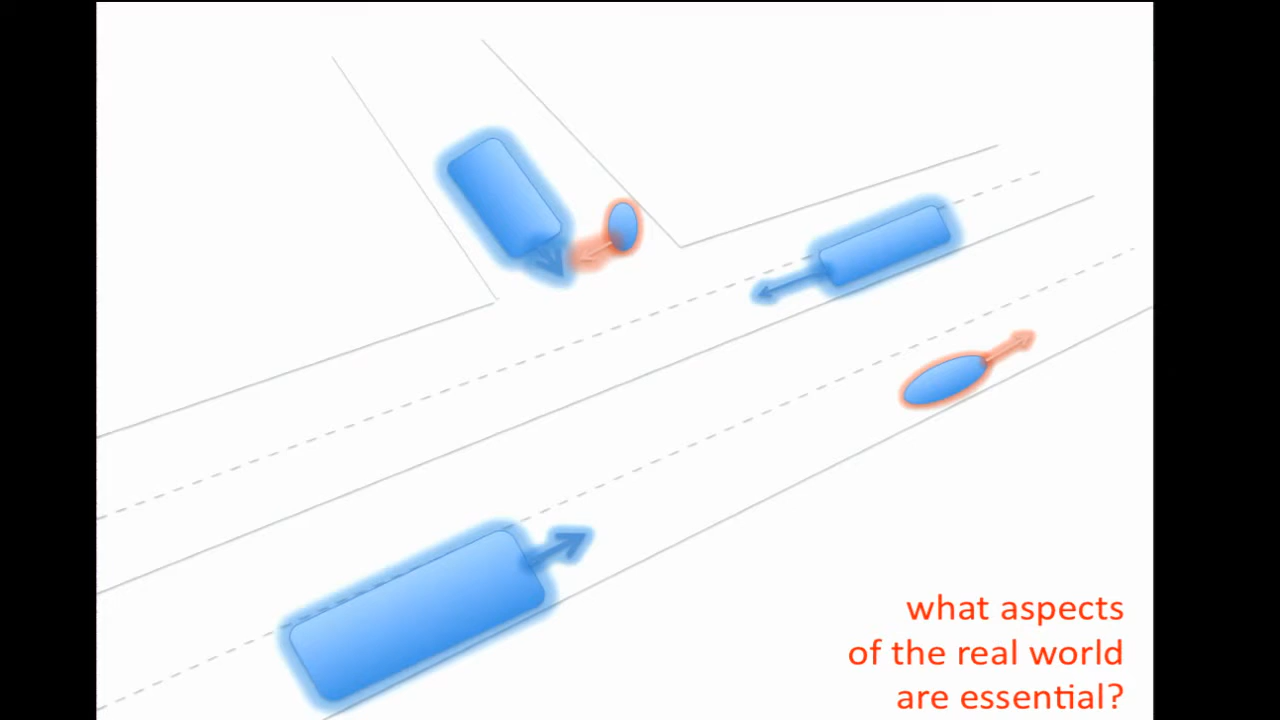 what aspects
of the real world
are essential?